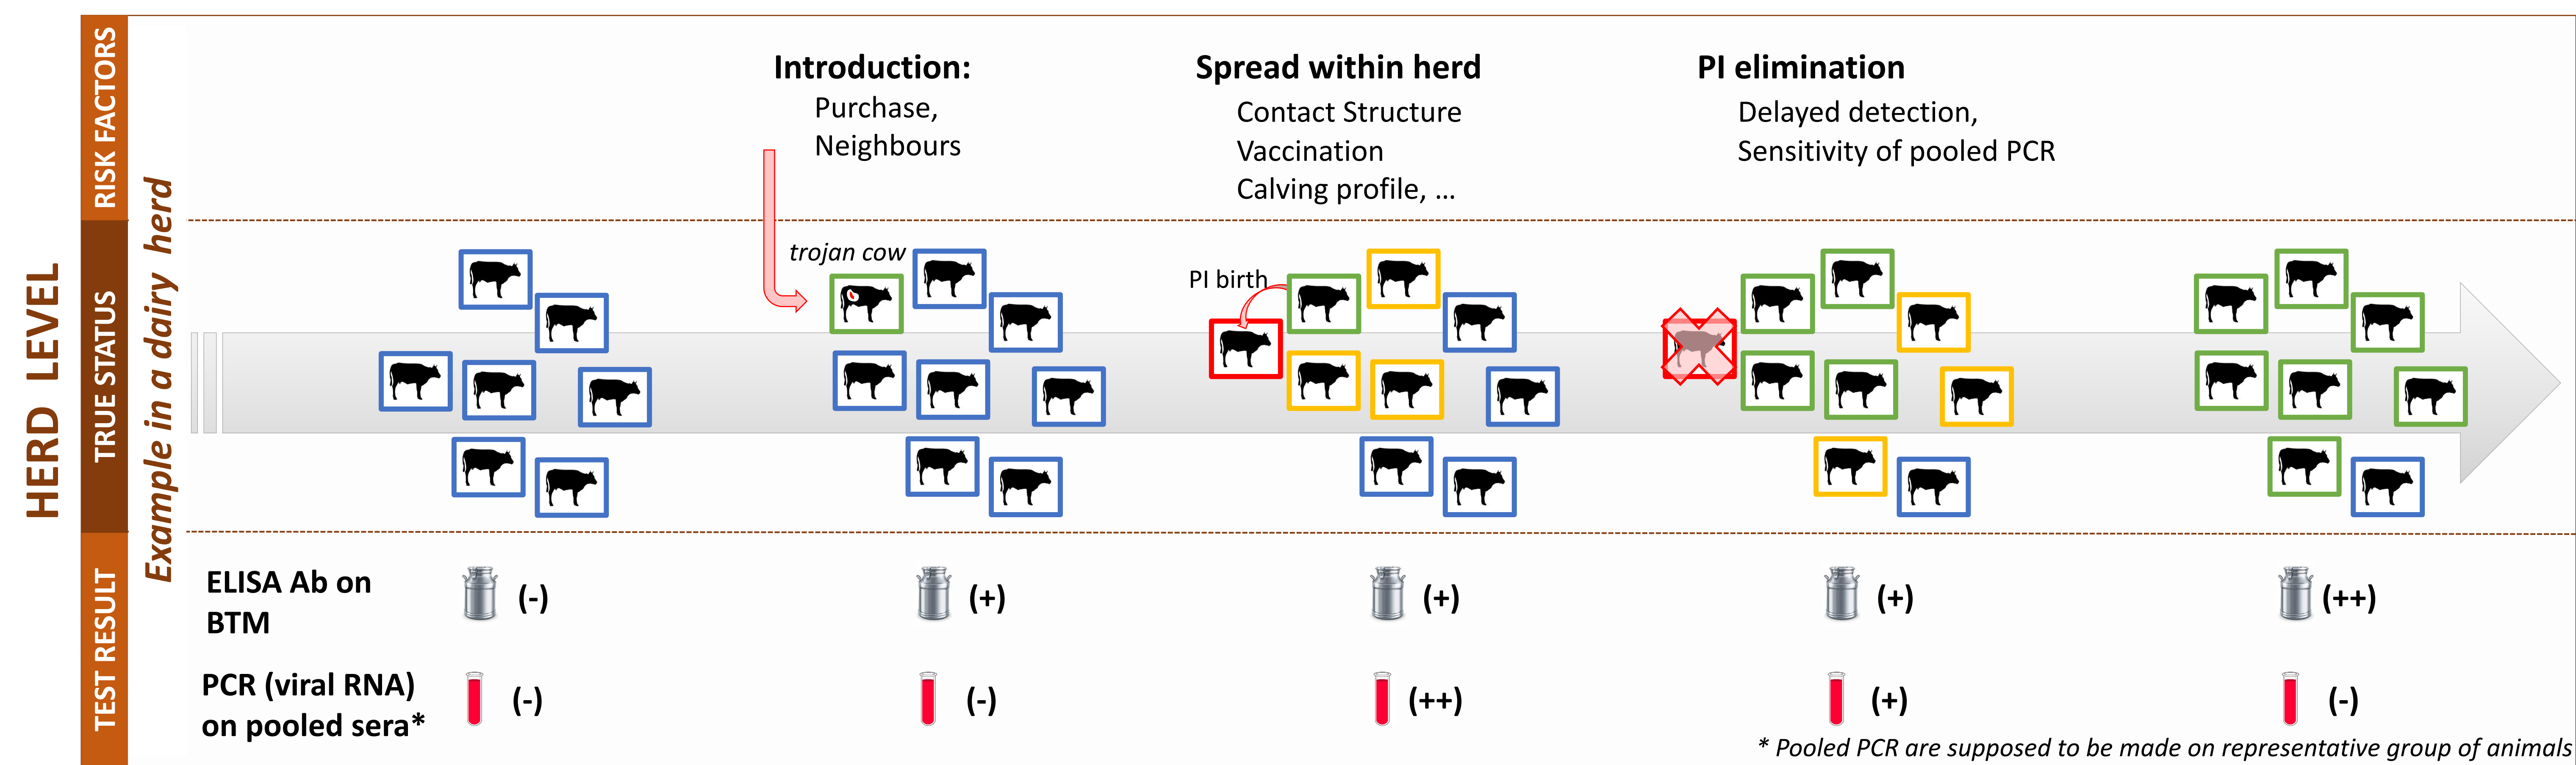 HERD LEVEL
RISK FACTORS
TRUE STATUS
TEST RESULT
Example in a dairy herd
Introduction:
Purchase,
Neighbours
Spread within herd
Contact Structure
Vaccination
Calving profile, ...
PI elimination
Delayed detection,
Sensitivity of pooled PCR
trojan cow
PI birth
ELISA Ab on
BTM
(-)
(+)
(+)
(+)
(++)
PCR (viral RNA)
on pooled sera*
(-)
(-)
(++)
(+)
(-)
* Pooled PCR are supposed to be made on representative group of animals